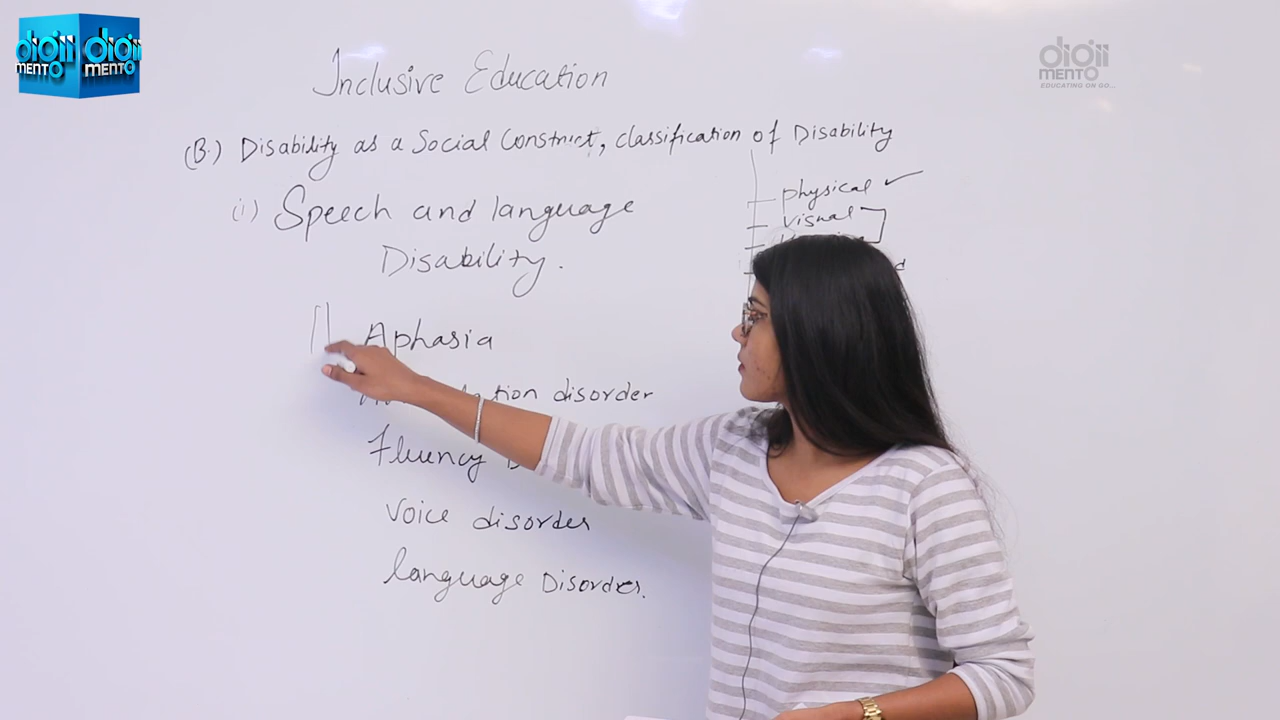 digii digii
MENTO MENTO
digii
MENTO
EDUCATING ON GO...
Inclusive Education
(B.) Disability as a Social Construct, classification of Disability
physical ✓
visual
(1) Speech and language
Disability.
Aphasia
disorder
Fluency
voice disorder
language Disorder.